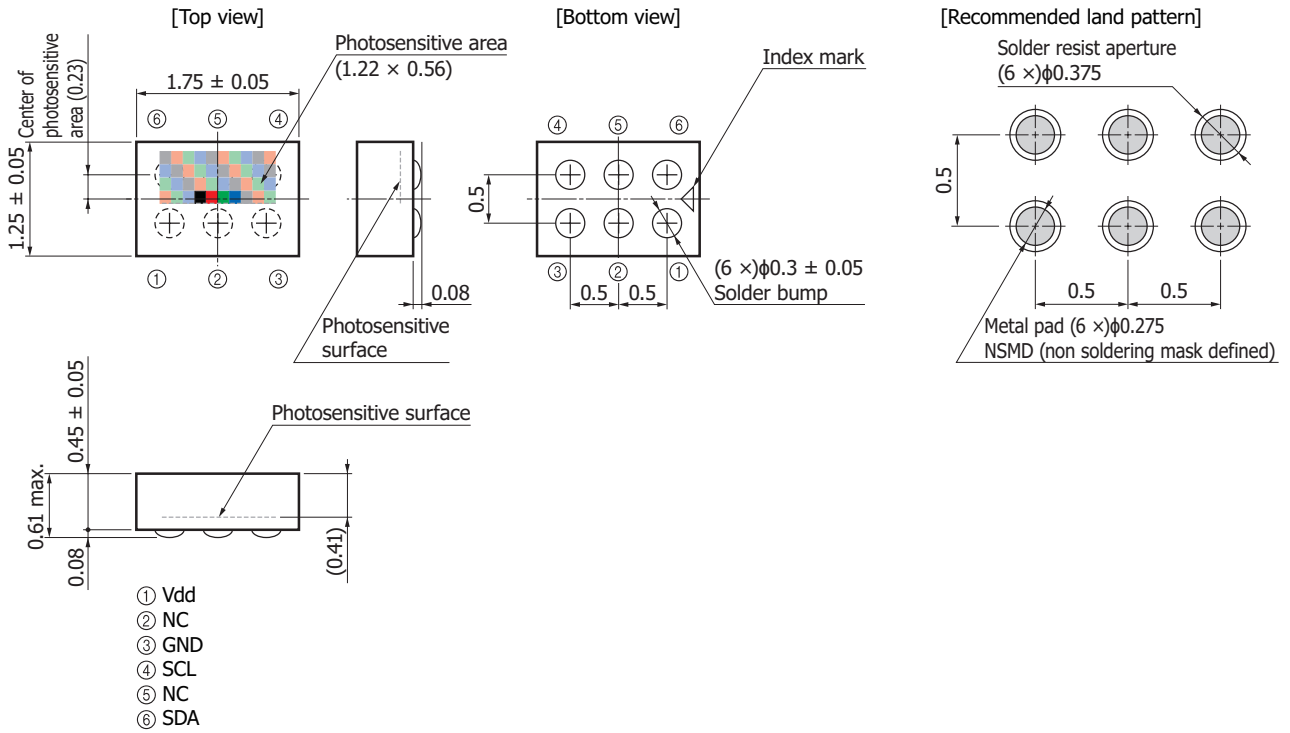 [Top view]
[Bottom view]
[Recommended land pattern]
Center of
photosensitive
area (0.23)
Photosensitive area
(1.22 × 0.56)
1.75 ± 0.05
⑥ ⑤ ④
1.25 ± 0.05
① ② ③
0.08
Photosensitive
surface
Index mark
④ ⑤ ⑥
0.5
③ ② ①
0.5 0.5
(6 ×)ϕ0.3 ± 0.05
Solder bump
Solder resist aperture
(6 ×)ϕ0.375
0.5
0.5 0.5
Metal pad (6 ×)ϕ0.275
NSMD (non soldering mask defined)
0.45 ± 0.05
0.61 max.
0.08
Photosensitive surface
(0.41)
① Vdd
② NC
③ GND
④ SCL
⑤ NC
⑥ SDA